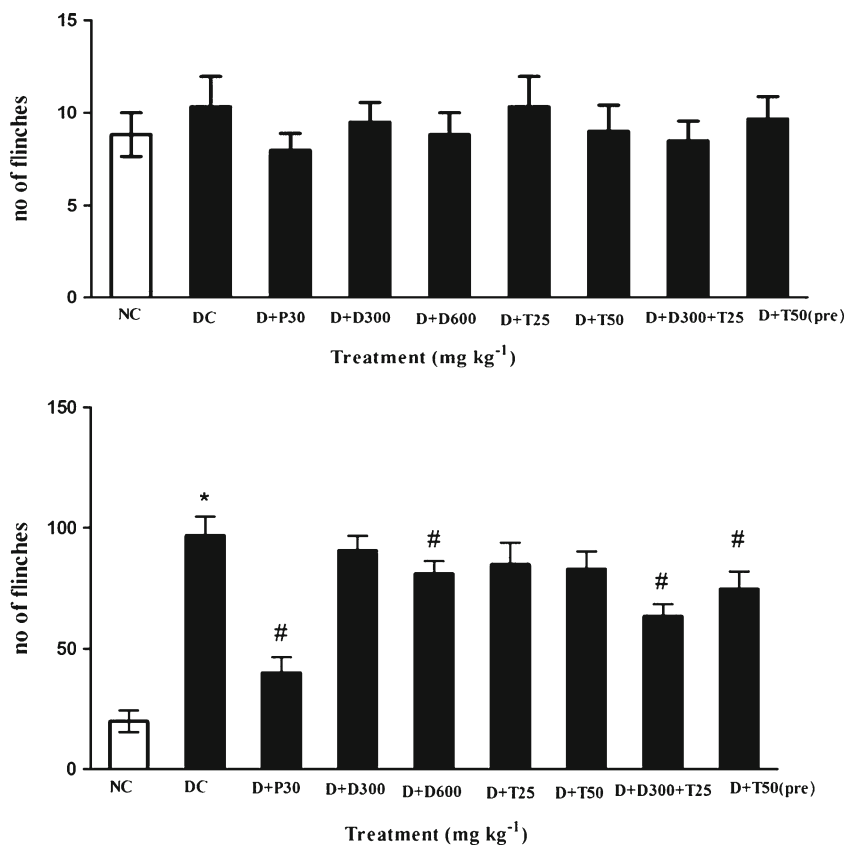 15
10
5
0
no of flinches
NC DC D+P30 D+D300 D+D600 D+T25 D+T50 D+D300+T25 D+T50(pre)
Treatment (mg kg⁻¹)
150
100
50
0
no of flinches
* # # # #
NC DC D+P30 D+D300 D+D600 D+T25 D+T50 D+D300+T25 D+T50(pre)
Treatment (mg kg⁻¹)